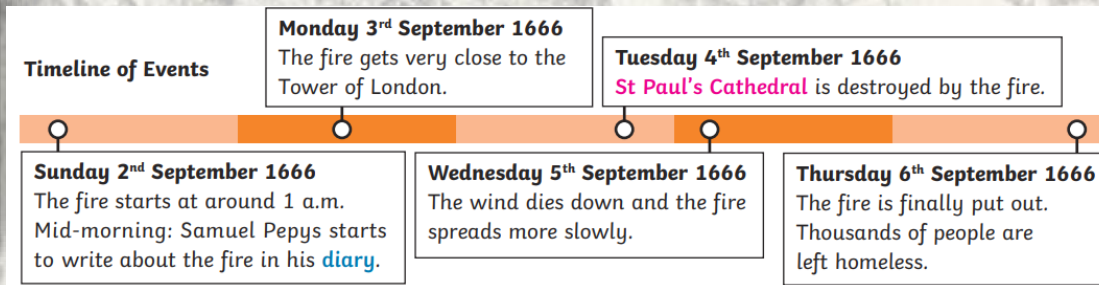 Timeline of Events
Sunday 2nd September 1666
The fire starts at around 1 a.m.
Mid-morning: Samuel Pepys starts
to write about the fire in his diary.
Monday 3rd September 1666
The fire gets very close to the
Tower of London.
Tuesday 4th September 1666
St Paul's Cathedral is destroyed by the fire.
Wednesday 5th September 1666
The wind dies down and the fire
spreads more slowly.
Thursday 6th September 1666
The fire is finally put out.
Thousands of people are
left homeless.